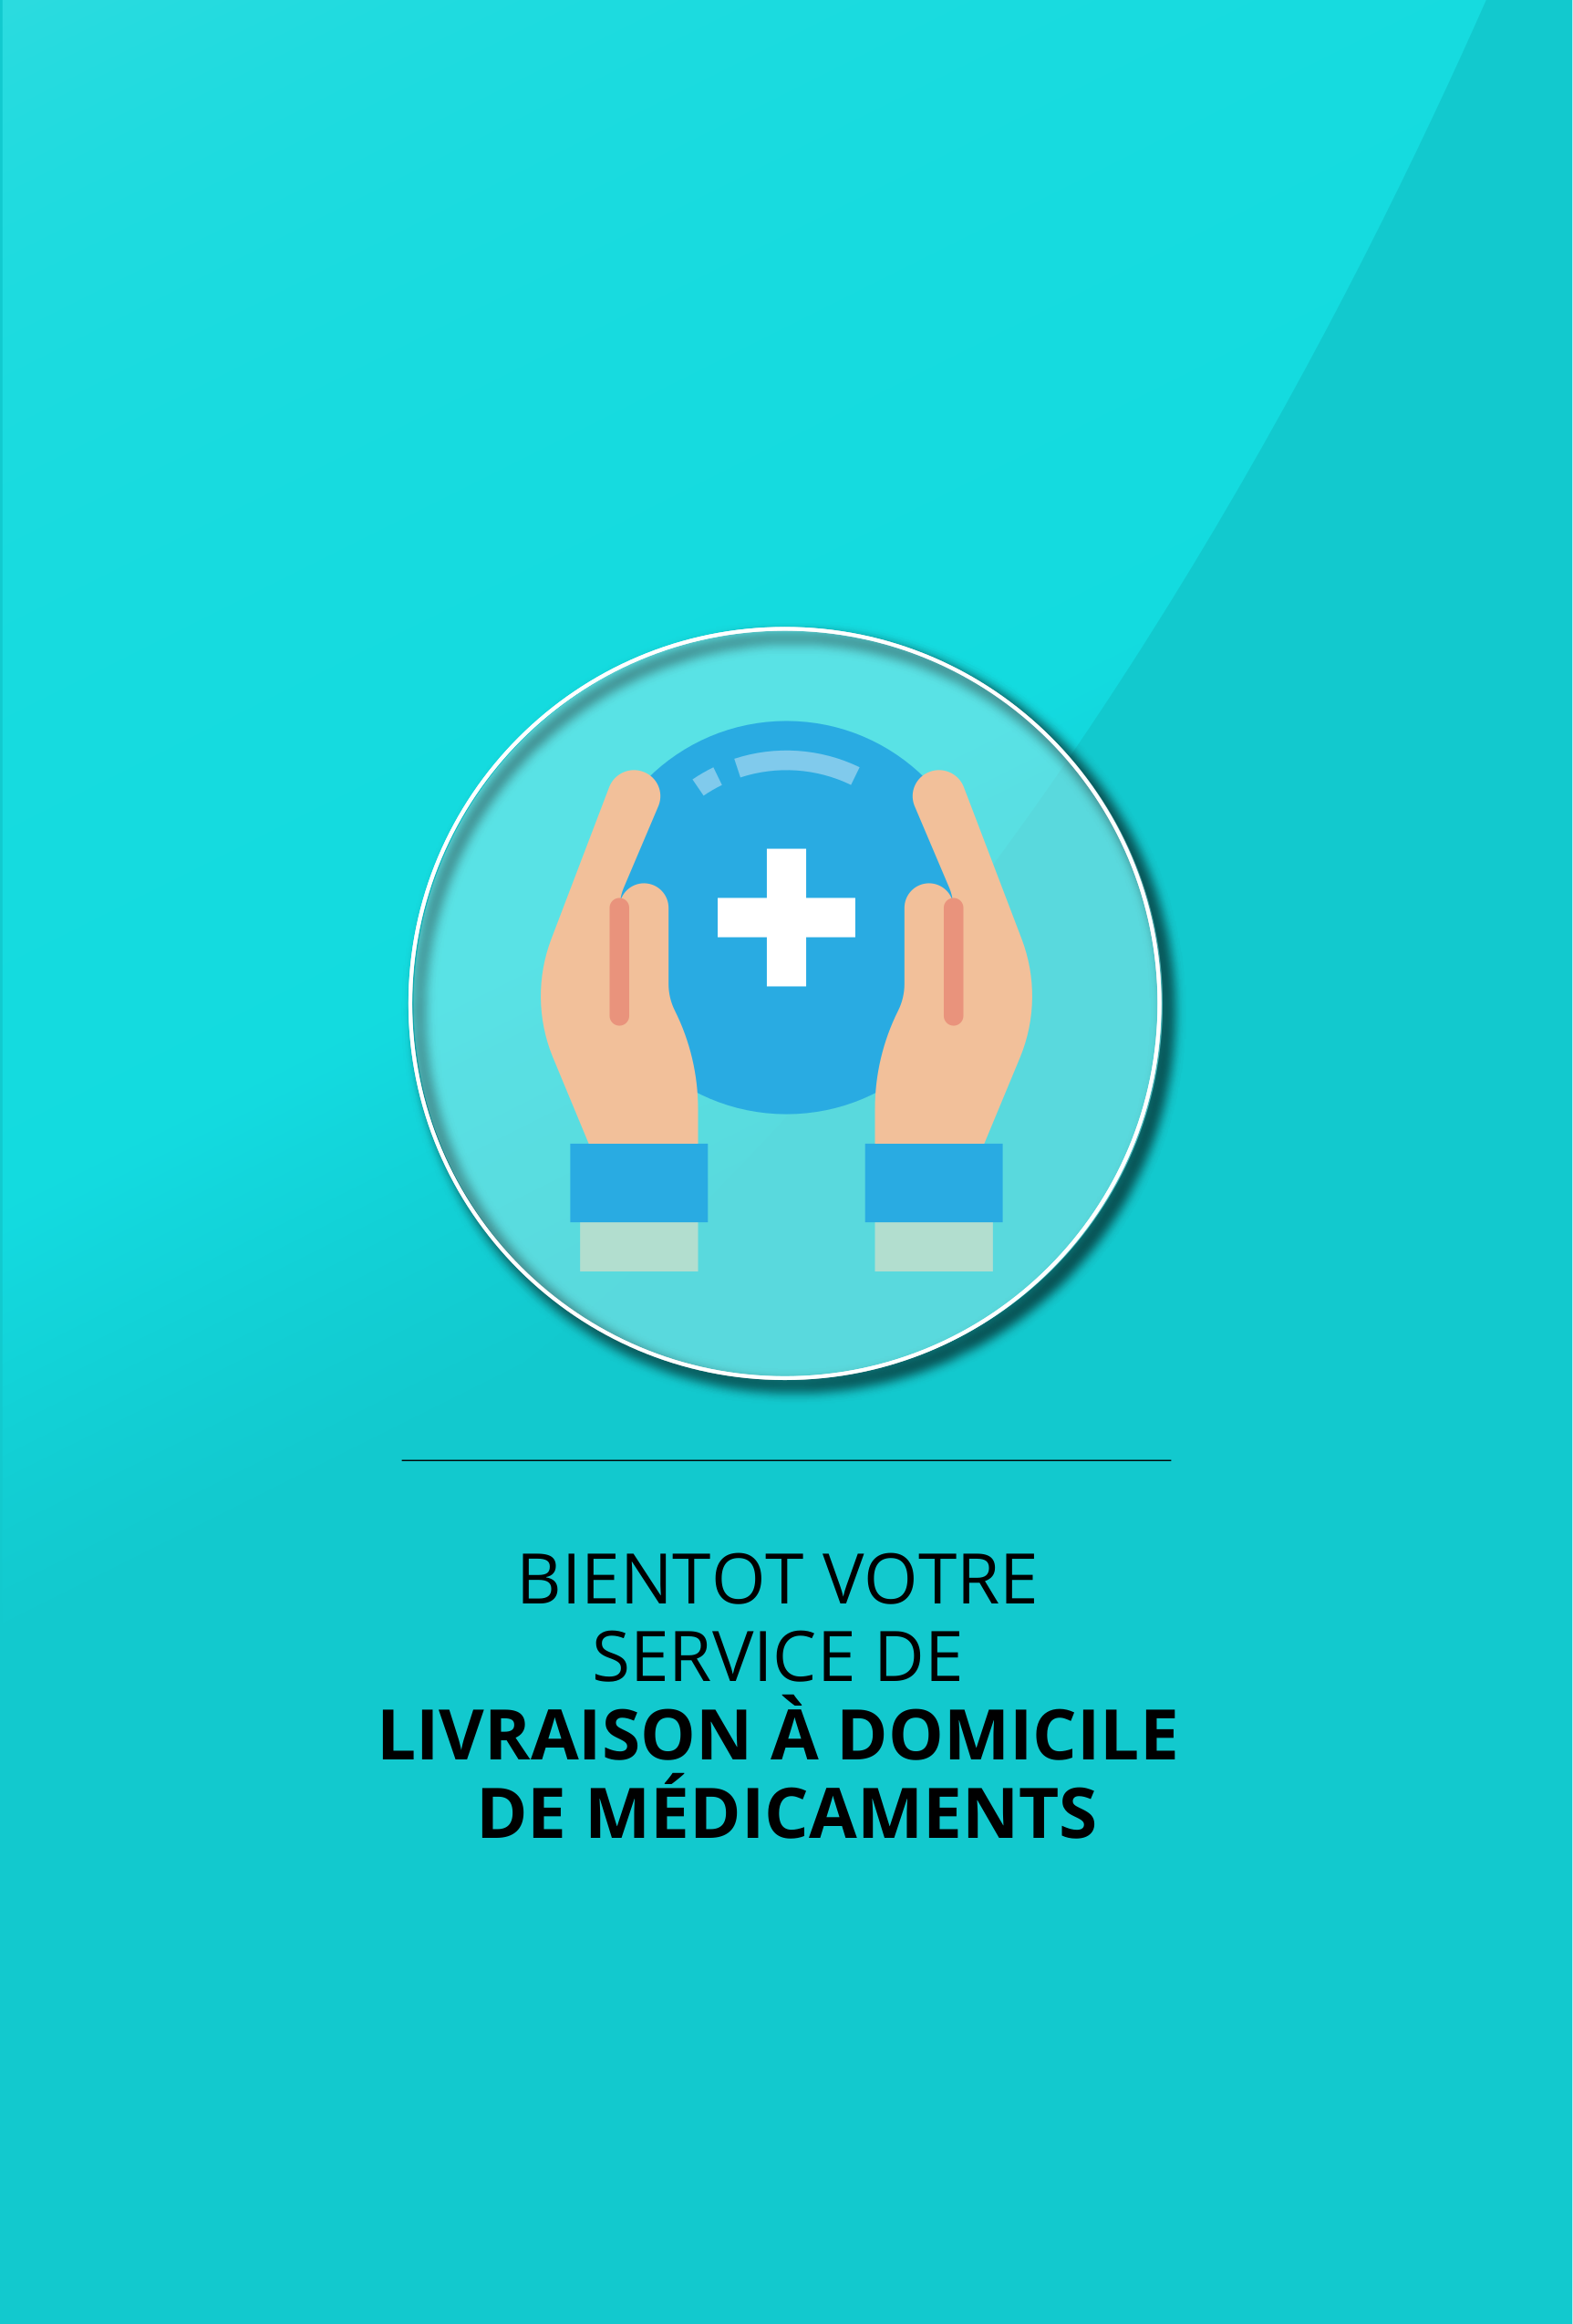 BIENTOT VOTRE
SERVICE DE
LIVRAISON À DOMICILE
DE MÉDICAMENTS